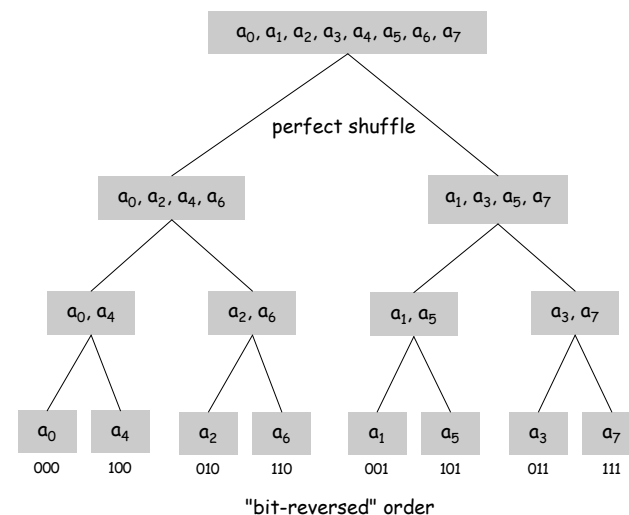 a₀, a₁, a₂, a₃, a₄, a₅, a₆, a₇
perfect shuffle
a₀, a₂, a₄, a₆
a₁, a₃, a₅, a₇
a₀, a₄
a₂, a₆
a₁, a₅
a₃, a₇
a₀
a₄
a₂
a₆
a₁
a₅
a₃
a₇
000
100
010
110
001
101
011
111
"bit-reversed" order